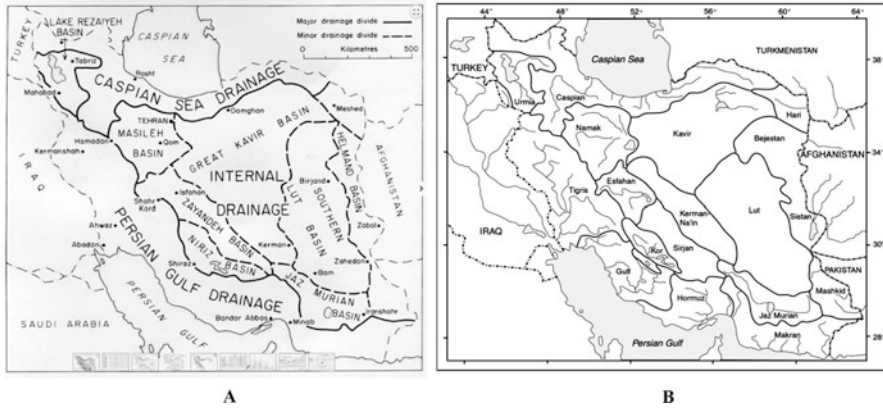 A.
Major drainage divide
Minor drainage divide
0 Kilometres 500
TURKEY
LAKE REZAIYEH
BASIN
Tabriz
CASPIAN
SEA
Rasht
Mahabad
CASPIAN SEA DRAINAGE
Damghan
Meshed
TEHRAN
MASILEH
BASIN
Qom
Hamadan
Kermanshah
GREAT KAVIR BASIN
INTERNAL
DRAINAGE
HELMAND BASIN
AFGHANISTAN
Birjand
LUT
SOUTHERN
BASIN
IRAQ
Isfahan
Shahr
Kord
ZAYANDEH BASIN
Ahwaz
Abadan
Kerman
Zabol
Zahedan
PERSIAN GULF DRAINAGE
NIRIZ BASIN
Shiraz
Bam
JAZ MURIAN
BASIN
Iranshahr
Bandar Abbas
Minab
SAUDI ARABIA
PERSIAN GULF
A
B.
44° 48° 52° 56° 60° 64°
Caspian Sea
TURKMENISTAN
38°
TURKEY
Urmia
Caspian
Hari
Namak
Kavir
Bejestan
34°
AFGHANISTAN
Esfahan
Tigris
Kerman-
Na'in
Lut
Sistan
IRAQ
30°
Kor
Sirjan
PAKISTAN
Gulf
Mashkid
Hormuz
Jaz Murian
Makran
28°
Persian Gulf
B